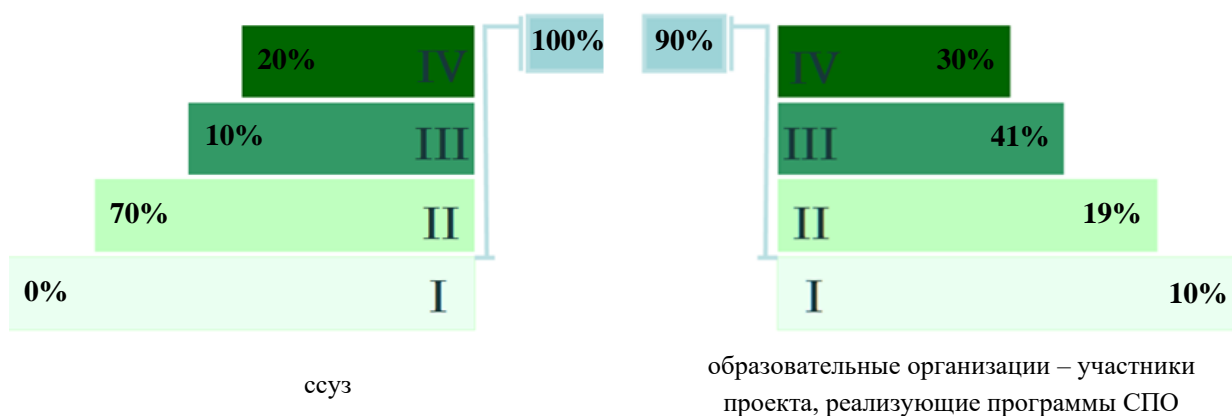 100% 90%
20% IV IV 30%
10% III III 41%
70% II II 19%
0% I I 10%
ссуз
образовательные организации – участники
проекта, реализующие программы СПО